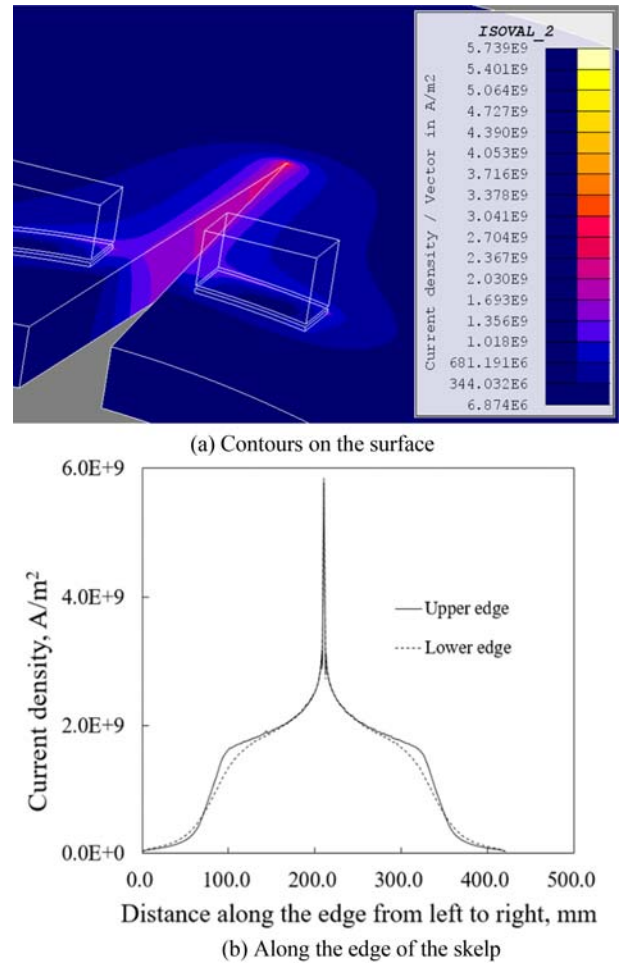 ISOVAL_2
Current density / Vector in A/m2
5.739E9
5.401E9
5.064E9
4.727E9
4.390E9
4.053E9
3.716E9
3.378E9
3.041E9
2.704E9
2.367E9
2.030E9
1.693E9
1.356E9
1.018E9
681.191E6
344.032E6
6.874E6
(a) Contours on the surface
Current density, A/m²
6.0E+9
4.0E+9
2.0E+9
0.0E+0
Upper edge
Lower edge
0.0 100.0 200.0 300.0 400.0 500.0
Distance along the edge from left to right, mm
(b) Along the edge of the skelp